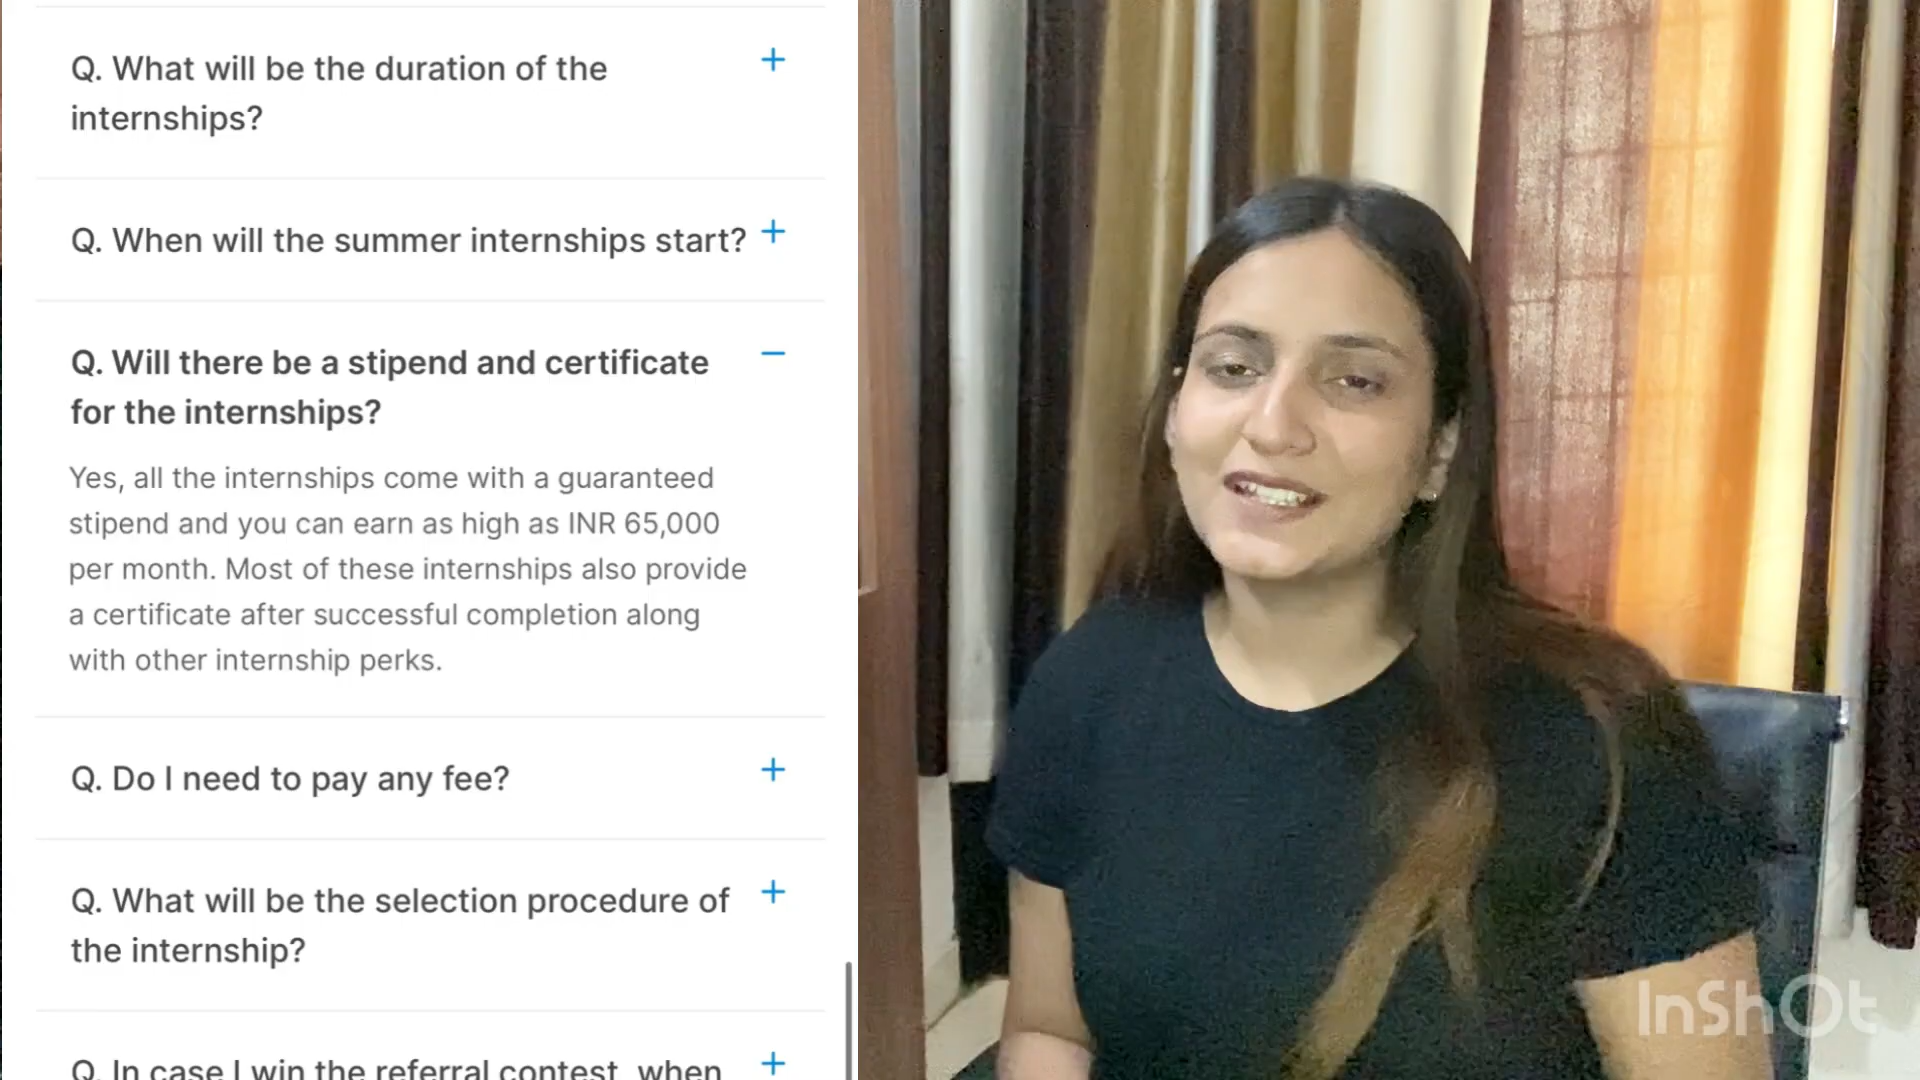 Q. What will be the duration of the
internships?
Q. When will the summer internships start?
Q. Will there be a stipend and certificate
for the internships?
Yes, all the internships come with a guaranteed
stipend and you can earn as high as INR 65,000
per month. Most of these internships also provide
a certificate after successful completion along
with other internship perks.
Q. Do I need to pay any fee?
Q. What will be the selection procedure of
the internship?
Q. In case I win the referral contest, when
InShOt